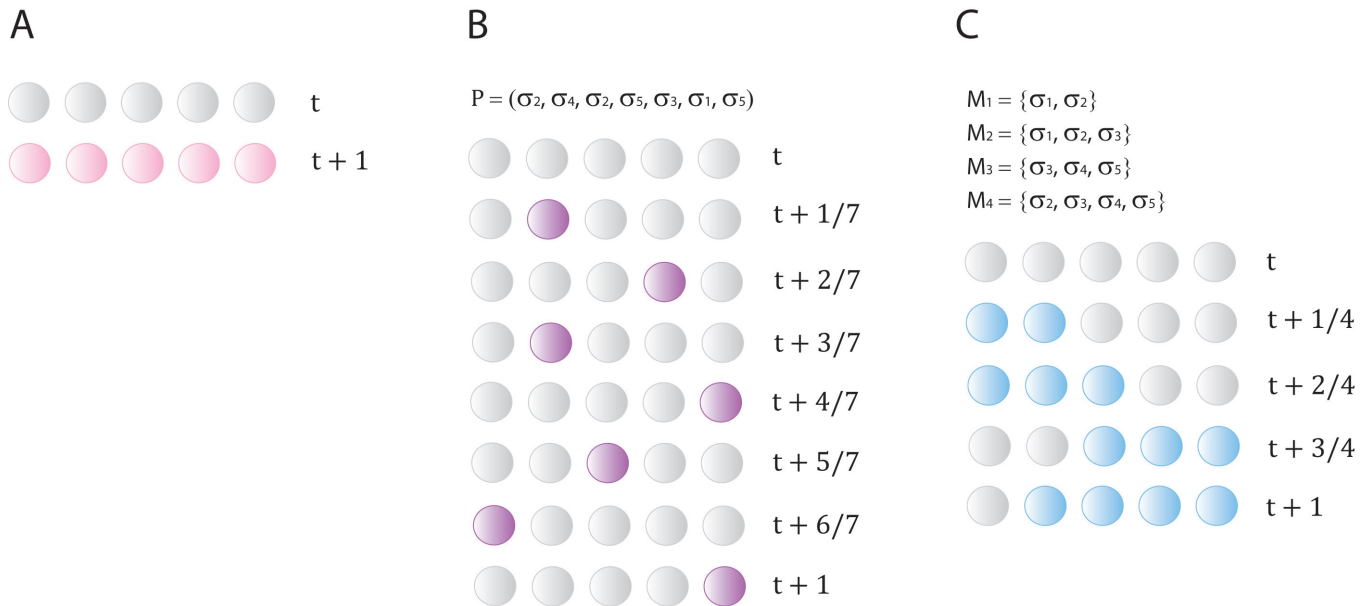 A
t
t + 1
B
P = (σ₂, σ₄, σ₂, σ₅, σ₃, σ₁, σ₅)
t
t + 1/7
t + 2/7
t + 3/7
t + 4/7
t + 5/7
t + 6/7
t + 1
C
M₁ = {σ₁, σ₂}
M₂ = {σ₁, σ₂, σ₃}
M₃ = {σ₃, σ₄, σ₅}
M₄ = {σ₂, σ₃, σ₄, σ₅}
t
t + 1/4
t + 2/4
t + 3/4
t + 1